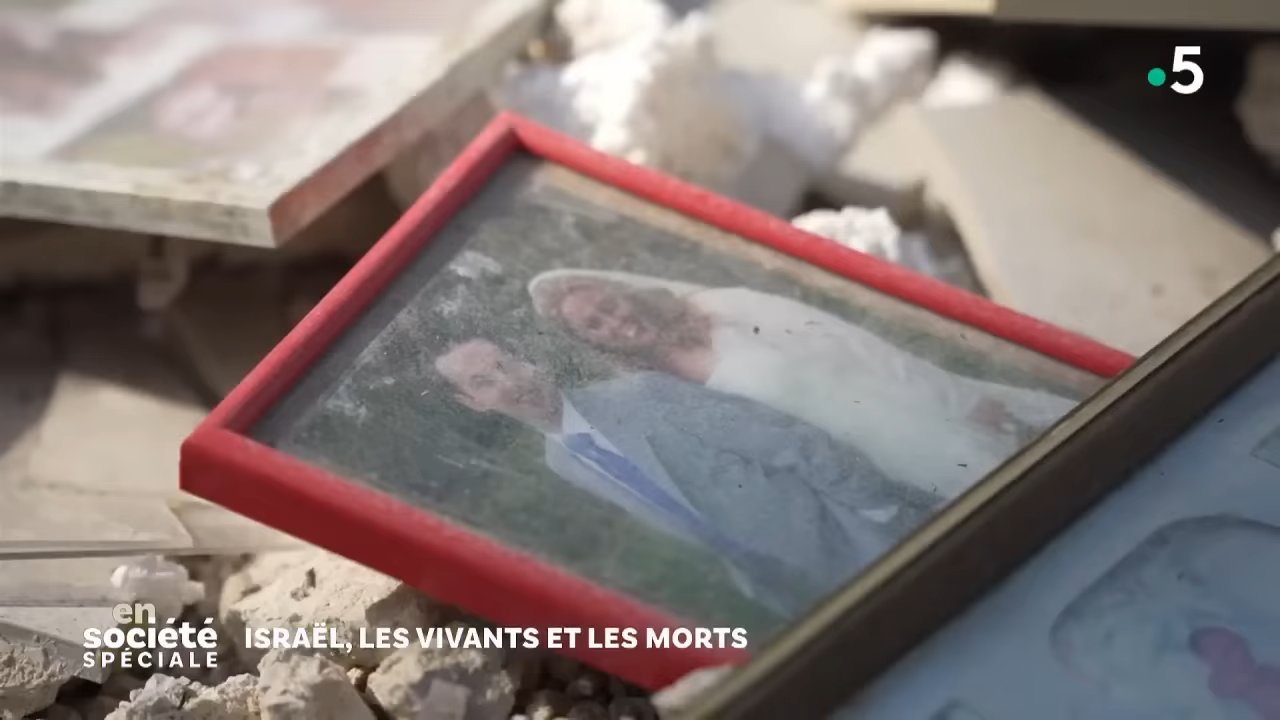 5
en
société
SPÉCIALE
ISRAËL, LES VIVANTS ET LES MORTS